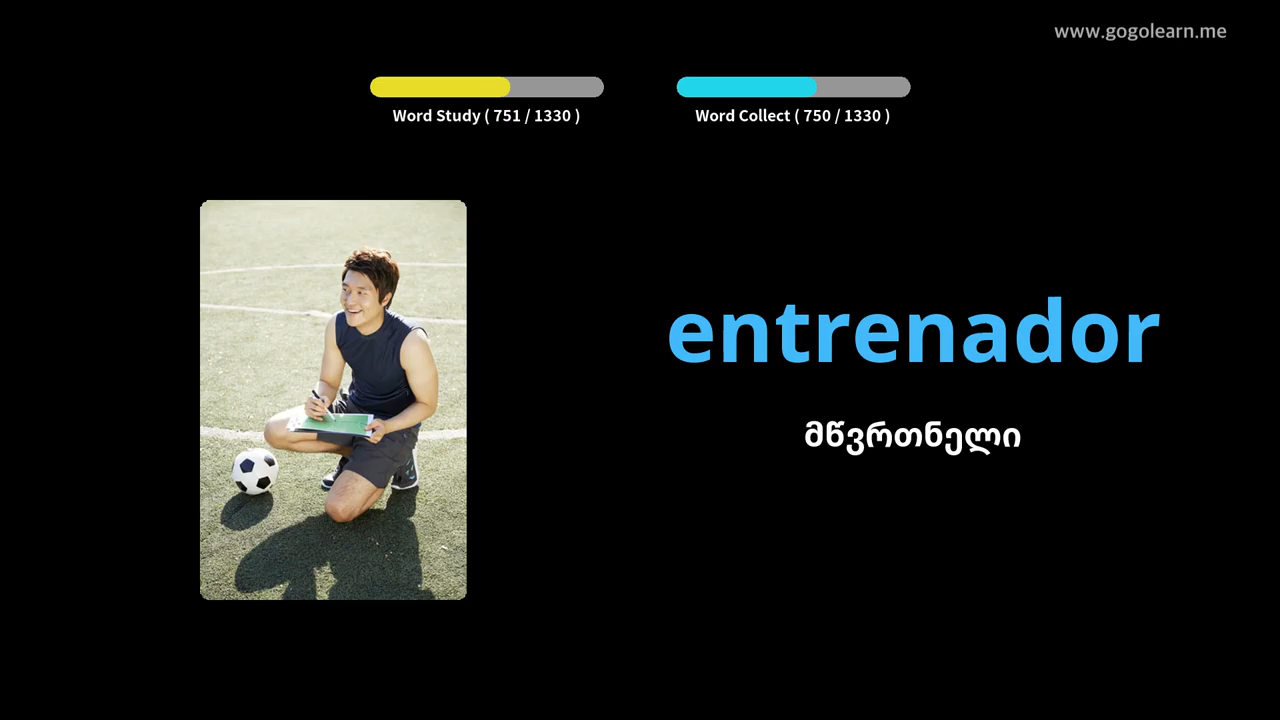 www.gogolearn.me
Word Study ( 751 / 1330 )
Word Collect ( 750 / 1330 )
entrenador
მწვრთნელი